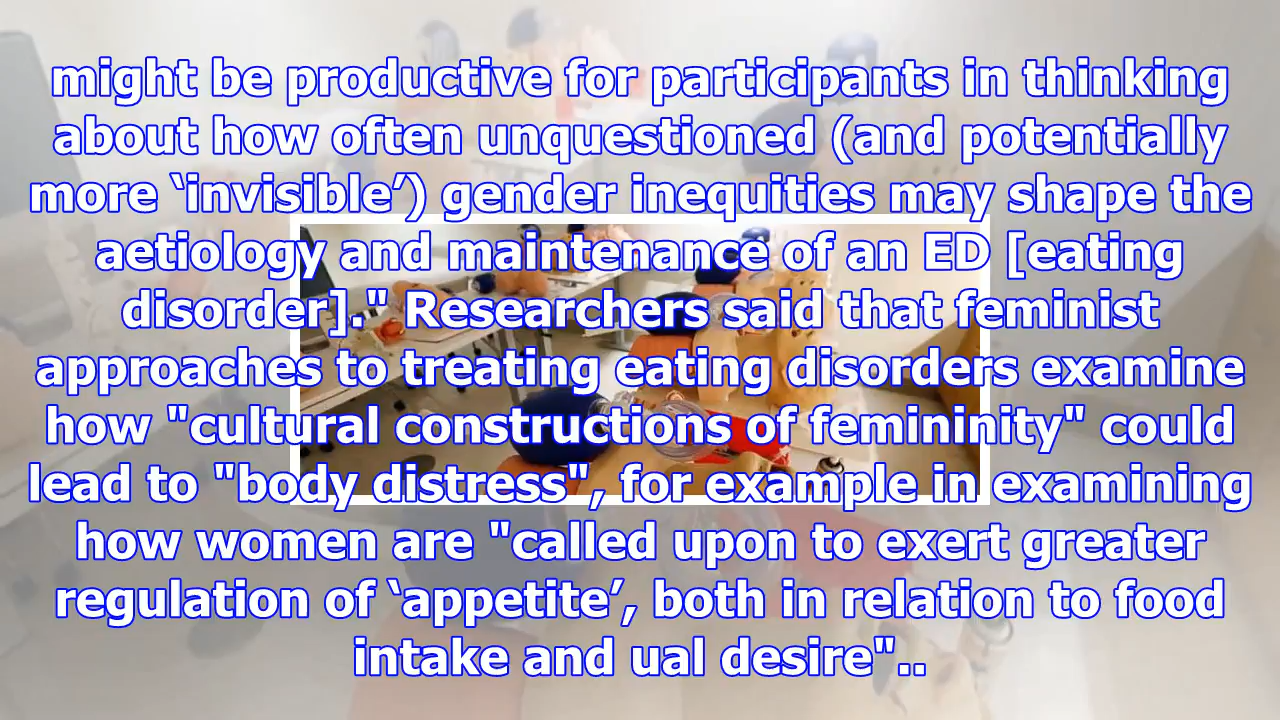 might be productive for participants in thinking
about how often unquestioned (and potentially
more ‘invisible’) gender inequities may shape the
aetiology and maintenance of an ED [eating
disorder]." Researchers said that feminist
approaches to treating eating disorders examine
how "cultural constructions of femininity" could
lead to "body distress", for example in examining
how women are "called upon to exert greater
regulation of ‘appetite’, both in relation to food
intake and ual desire"..